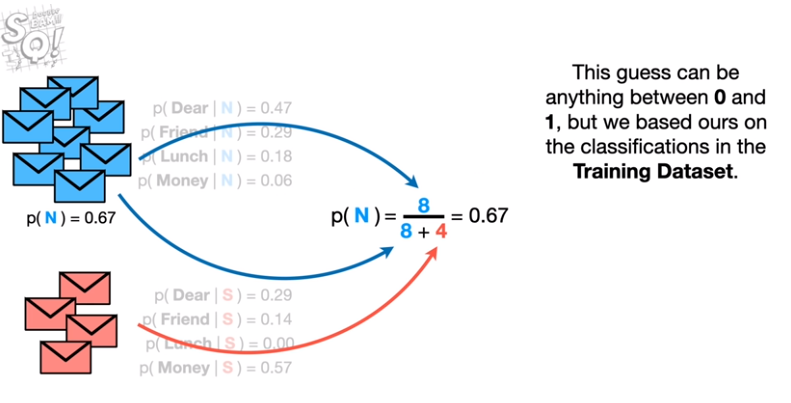 SQ!
p( Dear | N ) = 0.47
p( Friend | N ) = 0.29
p( Lunch | N ) = 0.18
p( Money | N ) = 0.06
p( N ) = 0.67
p( N ) = 8 / 8 + 4 = 0.67
This guess can be
anything between 0 and
1, but we based ours on
the classifications in the
Training Dataset.
p( Dear | S ) = 0.29
p( Friend | S ) = 0.14
p( Lunch | S ) = 0.00
p( Money | S ) = 0.57